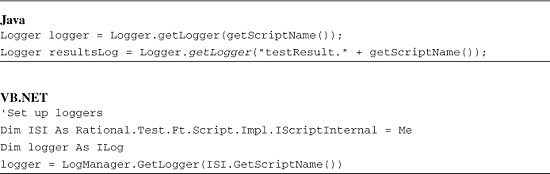 Java
Logger logger = Logger.getLogger(getScriptName());
Logger resultsLog = Logger.getLogger("testResult." + getScriptName());
VB.NET
'Set up loggers
Dim ISI As Rational.Test.Ft.Script.Impl.IScriptInternal = Me
Dim logger As ILog
logger = LogManager.GetLogger(ISI.GetScriptName())